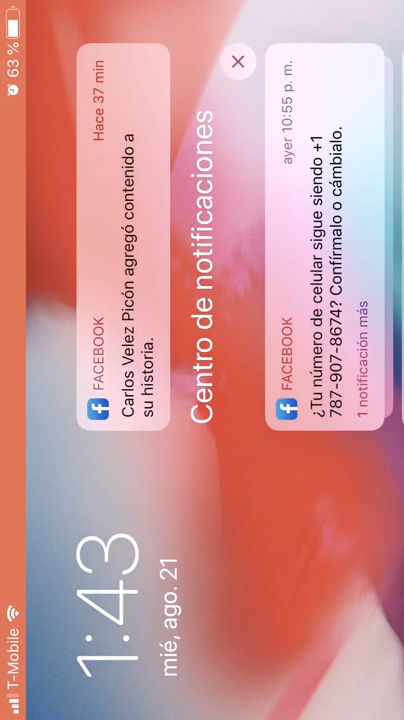 T-Mobile
63 %
1:43
mié, ago. 21
FACEBOOK
Hace 37 min
Carlos Velez Picón agregó contenido a
su historia.
Centro de notificaciones
FACEBOOK
ayer 10:55 p. m.
¿Tu número de celular sigue siendo +1
787-907-8674? Confírmalo o cámbialo.
1 notificación más